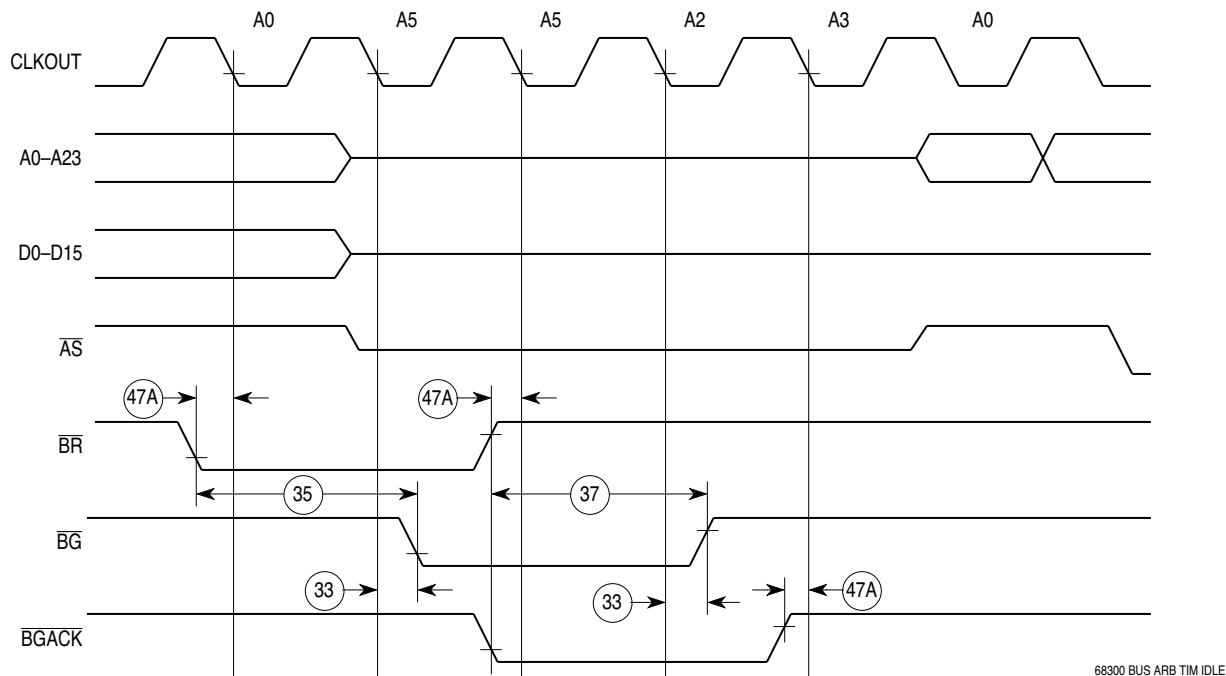 A0 A5 A5 A2 A3 A0
CLKOUT
A0–A23
D0–D15
AS
47A 47A
BR
35 37
BG
33 33 47A
BGACK
68300 BUS ARB TIM IDLE